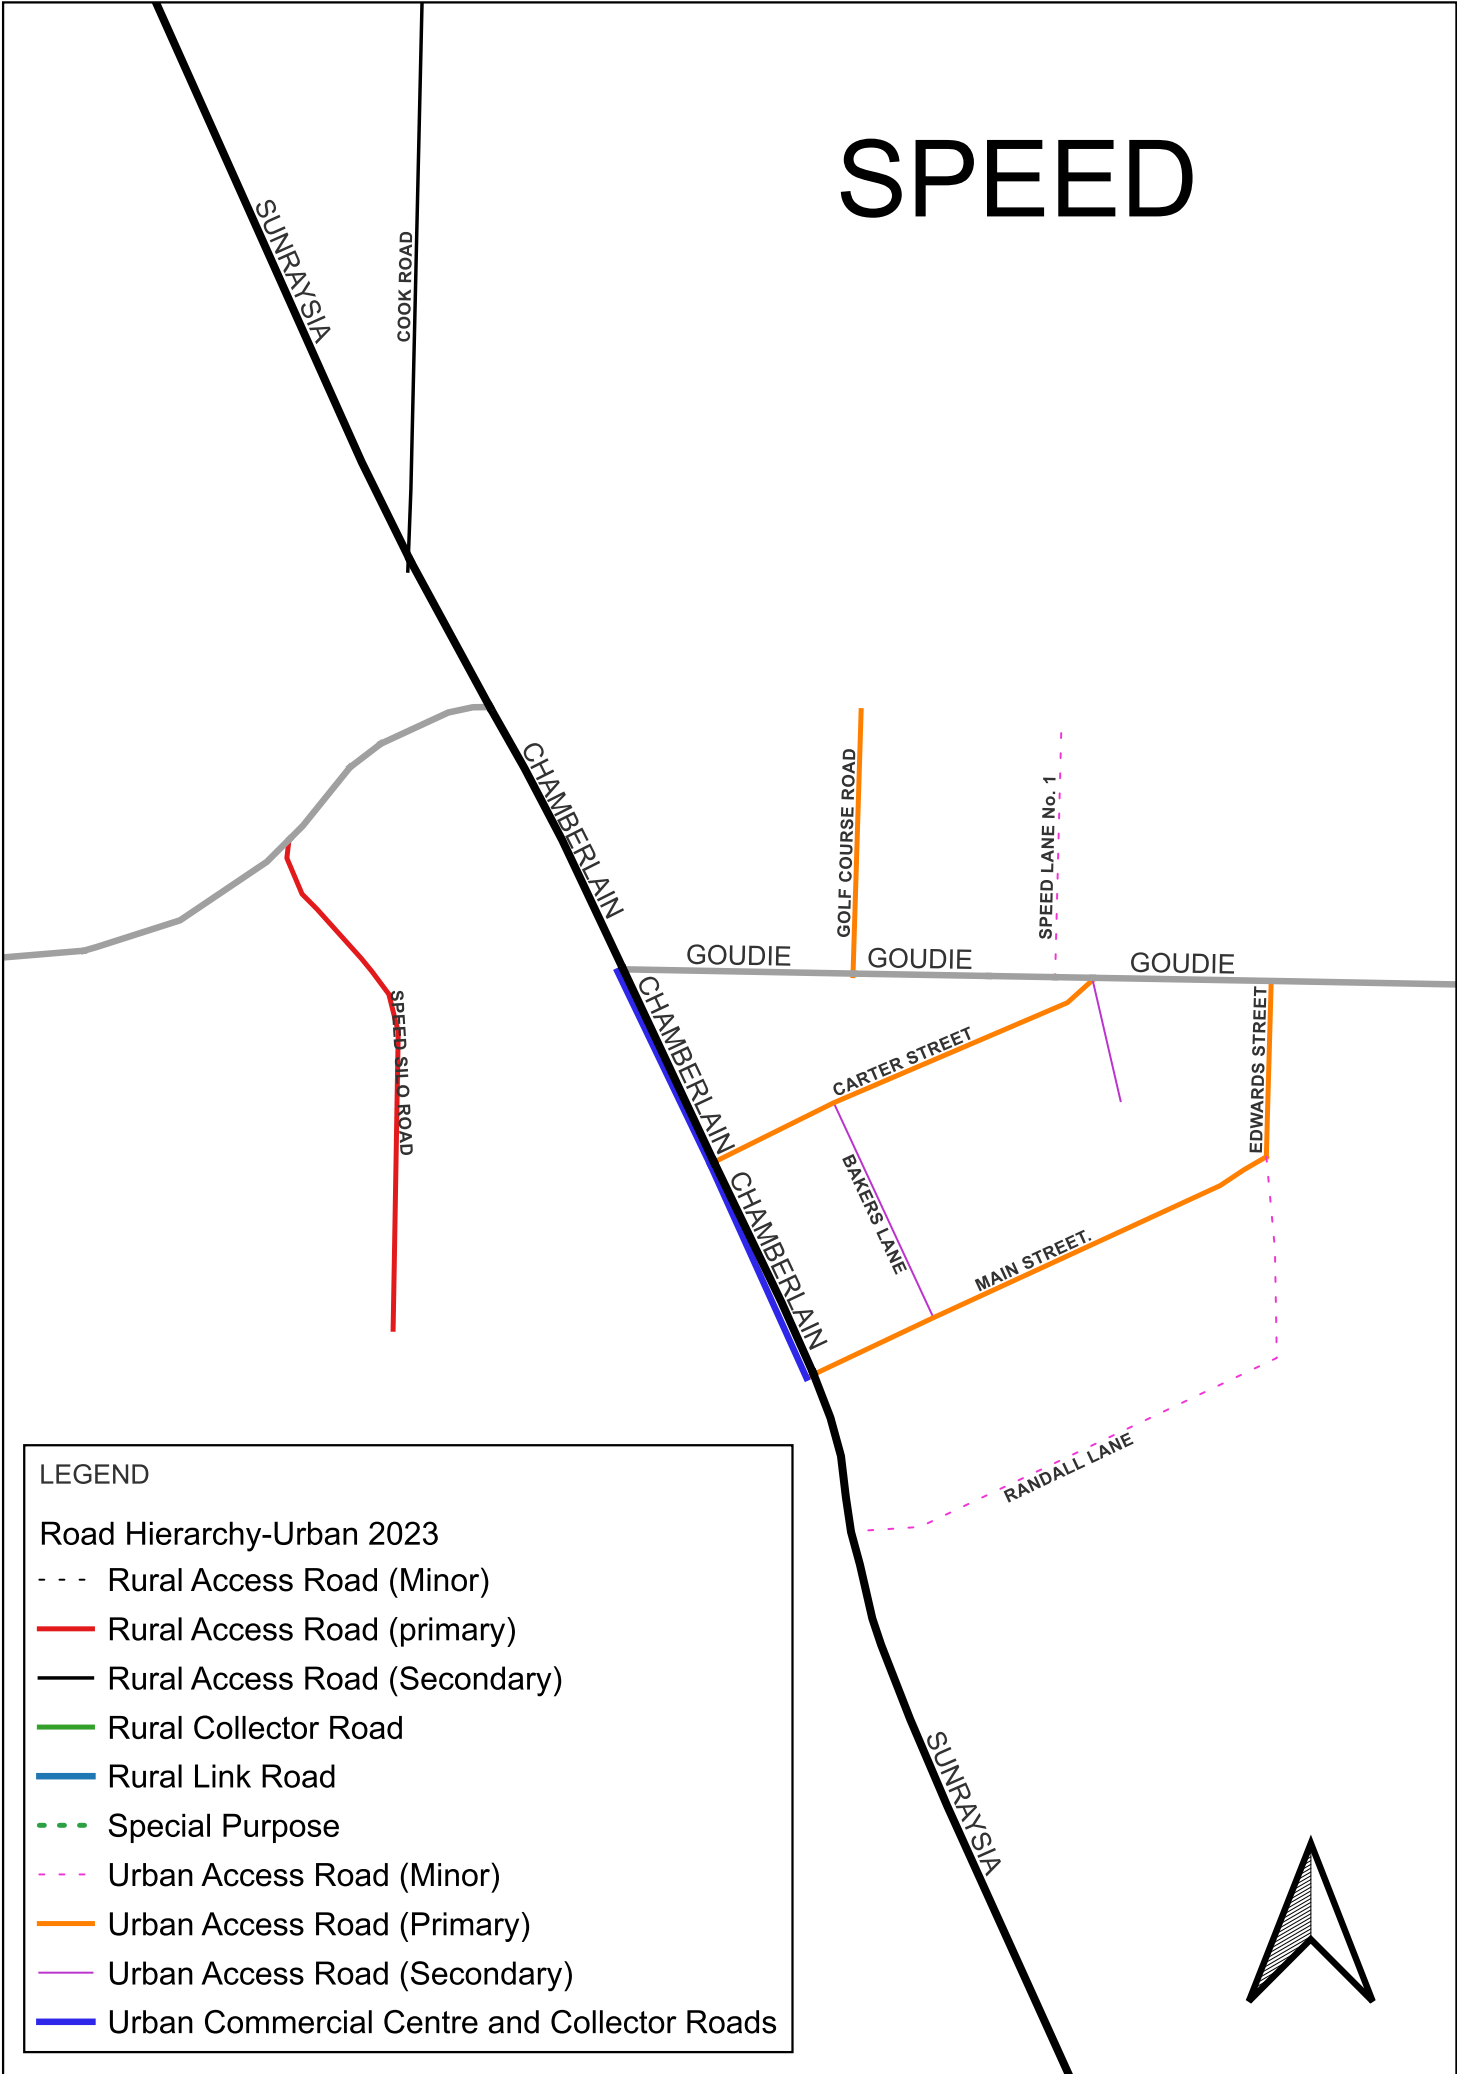 SPEED
SUNRAYSIA
COOK ROAD
CHAMBERLAIN
GOLF COURSE ROAD
SPEED LANE No. 1
GOUDIE
GOUDIE
GOUDIE
SPEED SILO ROAD
CHAMBERLAIN
CARTER STREET
EDWARDS STREET
BAKERS LANE
CHAMBERLAIN
MAIN STREET.
RANDALL LANE
SUNRAYSIA
LEGEND
Road Hierarchy-Urban 2023
Rural Access Road (Minor)
Rural Access Road (primary)
Rural Access Road (Secondary)
Rural Collector Road
Rural Link Road
Special Purpose
Urban Access Road (Minor)
Urban Access Road (Primary)
Urban Access Road (Secondary)
Urban Commercial Centre and Collector Roads